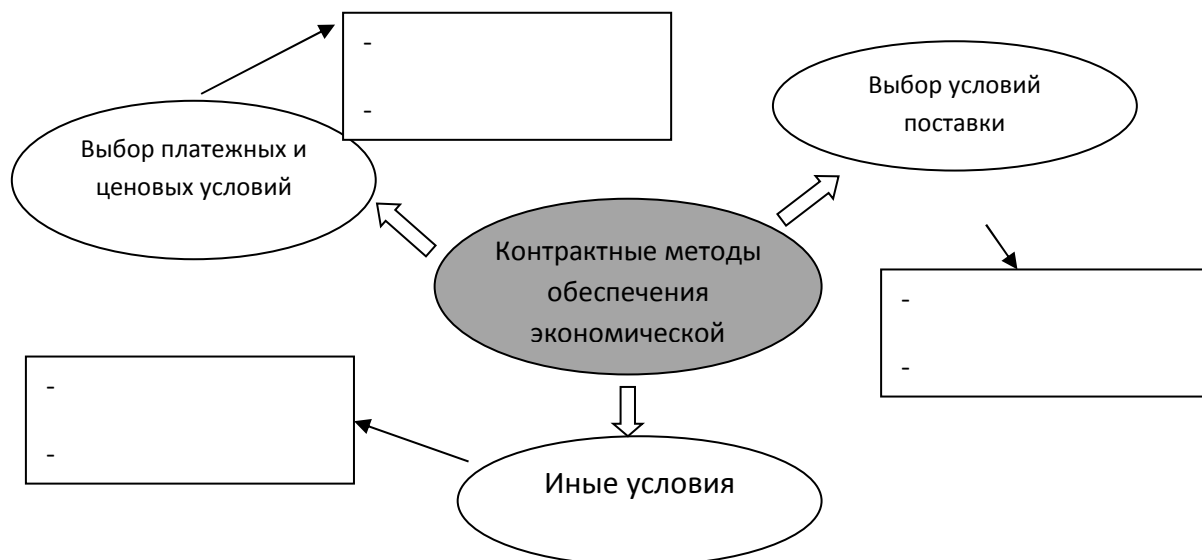 -
-
Выбор условий
поставки
Выбор платежных и
ценовых условий
Контрактные методы
обеспечения
экономической
-
-
-
-
Иные условия